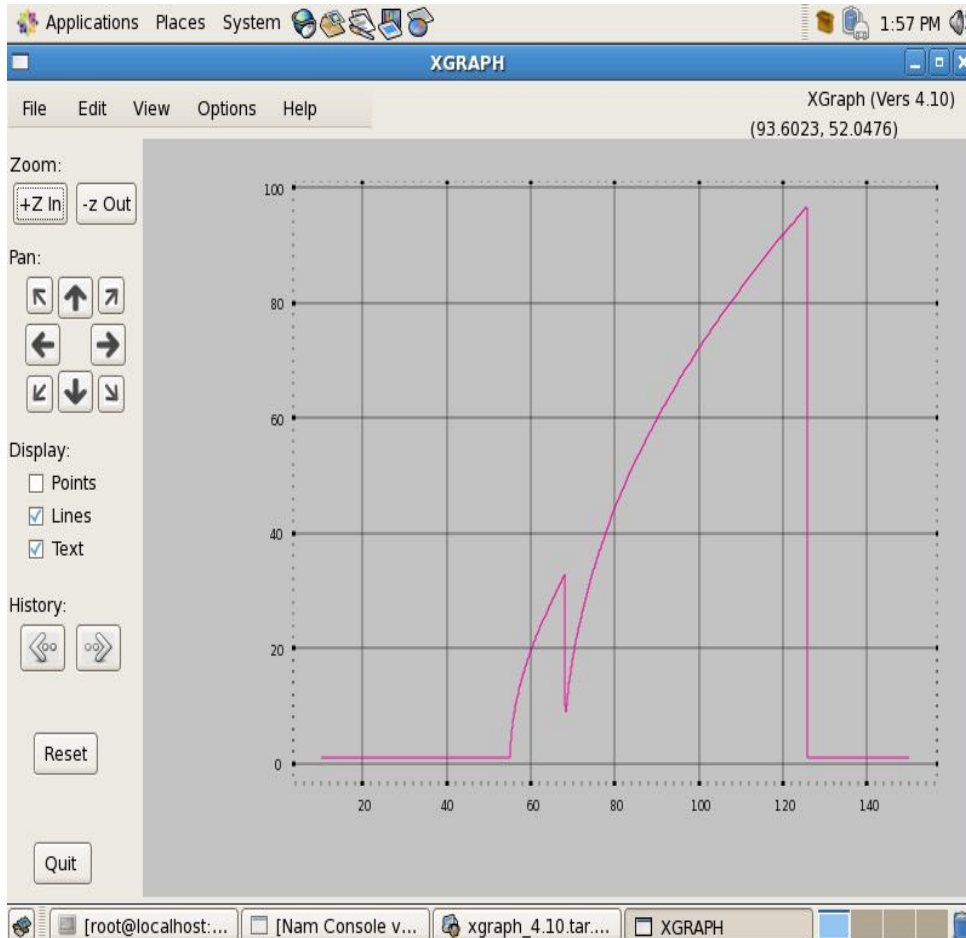 Applications Places System 1:57 PM
XGRAPH
File Edit View Options Help
XGraph (Vers 4.10)
(93.6023, 52.0476)
Zoom:
+Z In -z Out
Pan:
Display:
Points
Lines
Text
History:
Reset
Quit
100
80
60
40
20
0
20 40 60 80 100 120 140
[root@localhost:... [Nam Console v... xgraph_4.10.tar.... XGRAPH